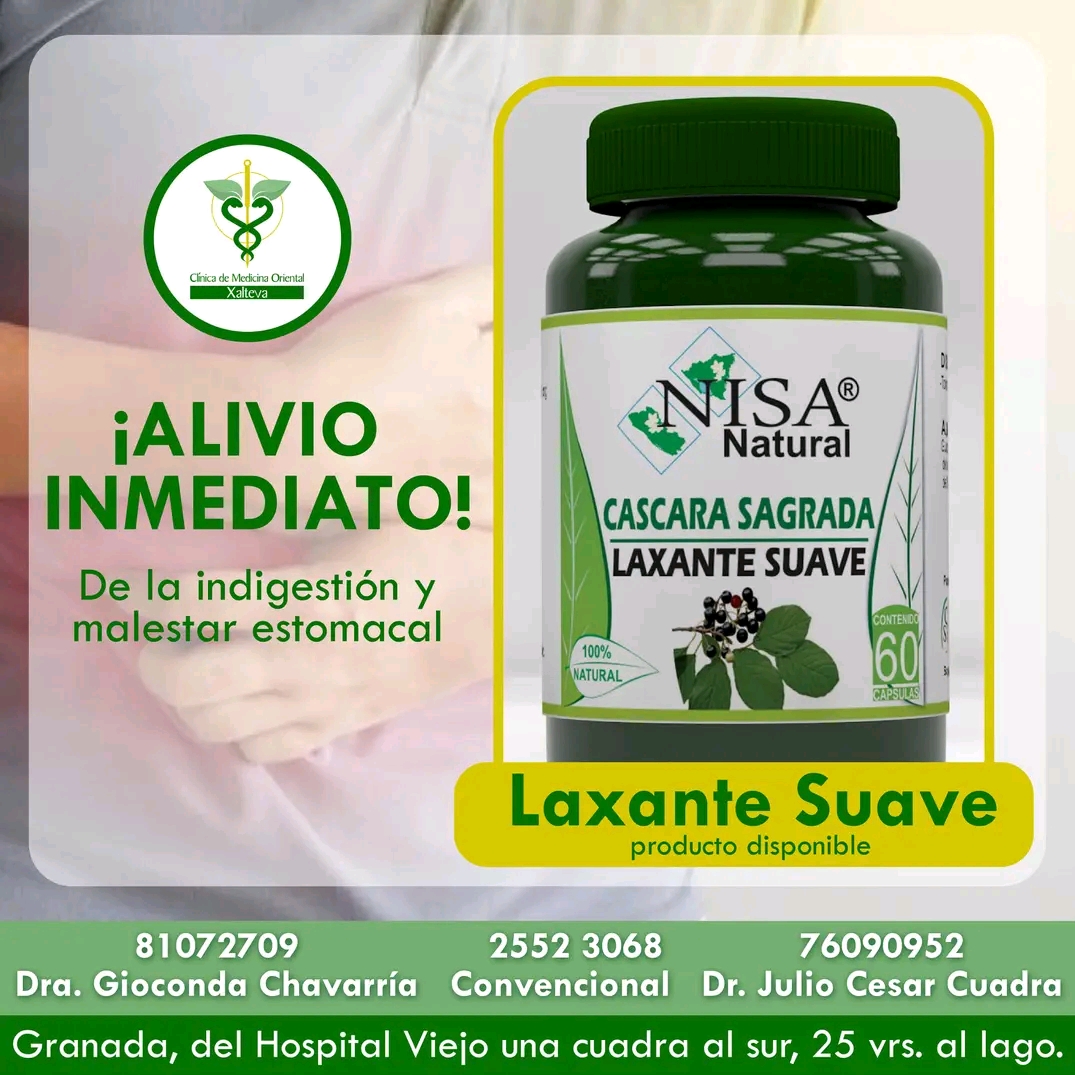 Clínica de Medicina Oriental
Xalteva
¡ALIVIO
INMEDIATO!
De la indigestión y
malestar estomacal
NISA®
Natural
CASCARA SAGRADA
LAXANTE SUAVE
100%
NATURAL
CONTENIDO
60
CÁPSULAS
Laxante Suave
producto disponible
81072709
Dra. Gioconda Chavarría
2552 3068
Convencional
76090952
Dr. Julio Cesar Cuadra
Granada, del Hospital Viejo una cuadra al sur, 25 vrs. al lago.